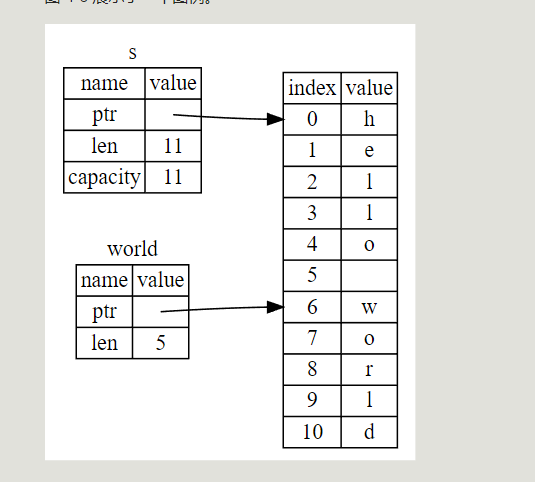 s
name value
ptr
len 11
capacity 11
world
name value
ptr
len 5
index value
0 h
1 e
2 l
3 l
4 o
5
6 w
7 o
8 r
9 l
10 d